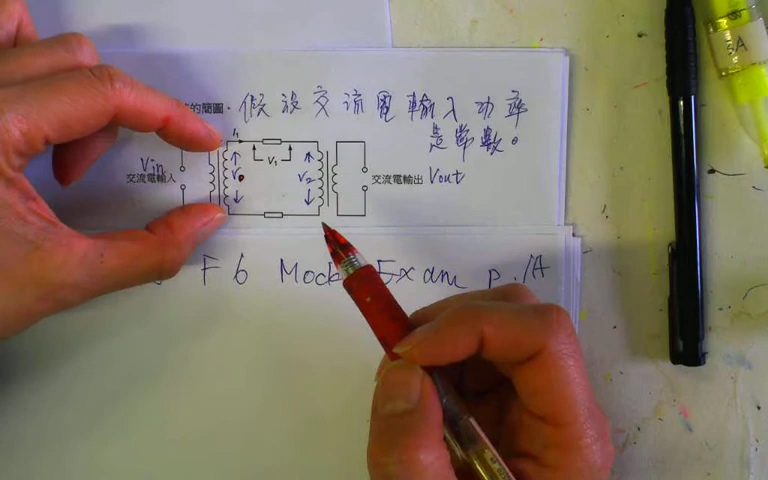 的簡圖。 假設交流電輸入功率
是常數。
I₁
V₁
Vin
交流電輸入
V₀
V₂
交流電輸出 Vout
F6 Mock Exam p.1A
A